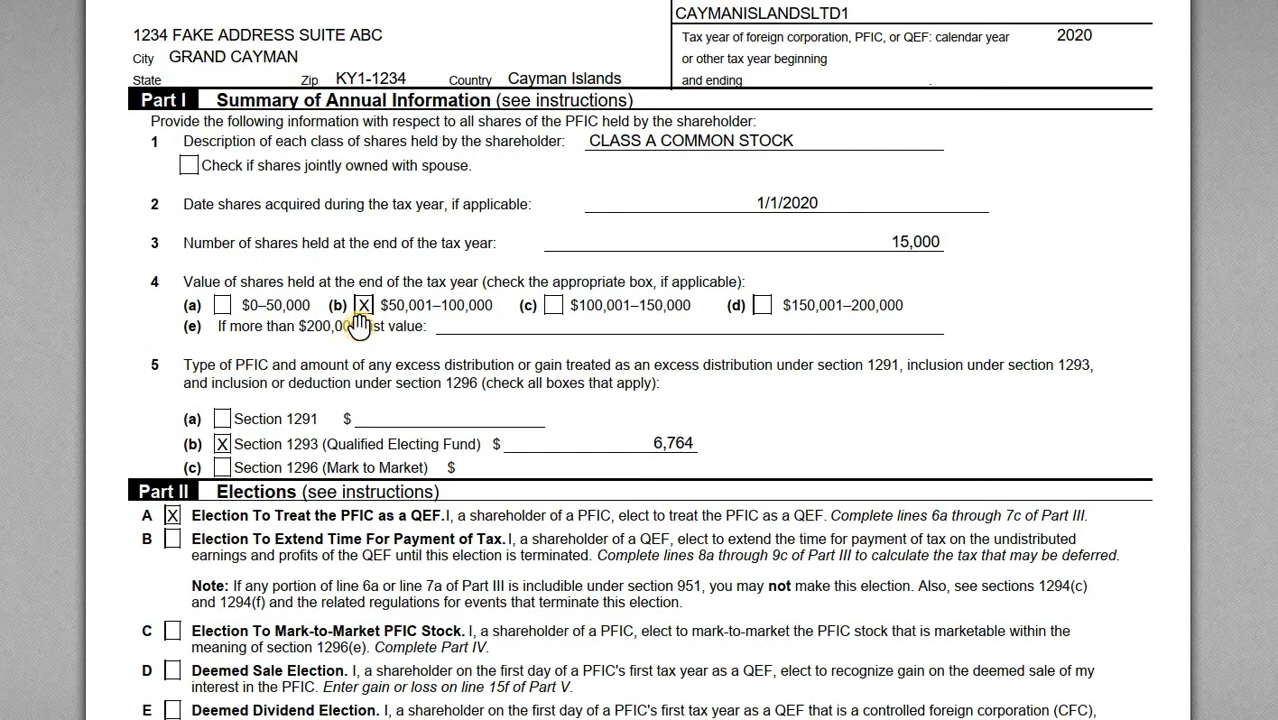 CAYMANISLANDSLTD1
1234 FAKE ADDRESS SUITE ABC
Tax year of foreign corporation, PFIC, or QEF: calendar year 2020
City GRAND CAYMAN
or other tax year beginning
State Zip KY1-1234 Country Cayman Islands
and ending .
Part I Summary of Annual Information (see instructions)
Provide the following information with respect to all shares of the PFIC held by the shareholder:
1 Description of each class of shares held by the shareholder: CLASS A COMMON STOCK
Check if shares jointly owned with spouse.
2 Date shares acquired during the tax year, if applicable: 1/1/2020
3 Number of shares held at the end of the tax year: 15,000
4 Value of shares held at the end of the tax year (check the appropriate box, if applicable):
(a) $0–50,000 (b) X $50,001–100,000 (c) $100,001–150,000 (d) $150,001–200,000
(e) If more than value:
5 Type of PFIC and amount of any excess distribution or gain treated as an excess distribution under section 1291, inclusion under section 1293,
and inclusion or deduction under section 1296 (check all boxes that apply):
(a) Section 1291 $
(b) X Section 1293 (Qualified Electing Fund) $ 6,764
(c) Section 1296 (Mark to Market) $
Part II Elections (see instructions)
A X Election To Treat the PFIC as a QEF. I, a shareholder of a PFIC, elect to treat the PFIC as a QEF. Complete lines 6a through 7c of Part III.
B Election To Extend Time For Payment of Tax. I, a shareholder of a QEF, elect to extend the time for payment of tax on the undistributed
earnings and profits of the QEF until this election is terminated. Complete lines 8a through 9c of Part III to calculate the tax that may be deferred.
Note: If any portion of line 6a or line 7a of Part III is includible under section 951, you may not make this election. Also, see sections 1294(c)
and 1294(f) and the related regulations for events that terminate this election.
C Election To Mark-to-Market PFIC Stock. I, a shareholder of a PFIC, elect to mark-to-market the PFIC stock that is marketable within the
meaning of section 1296(e). Complete Part IV.
D Deemed Sale Election. I, a shareholder on the first day of a PFIC's first tax year as a QEF, elect to recognize gain on the deemed sale of my
interest in the PFIC. Enter gain or loss on line 15f of Part V.
E Deemed Dividend Election. I, a shareholder on the first day of a PFIC's first tax year as a QEF that is a controlled foreign corporation (CFC),